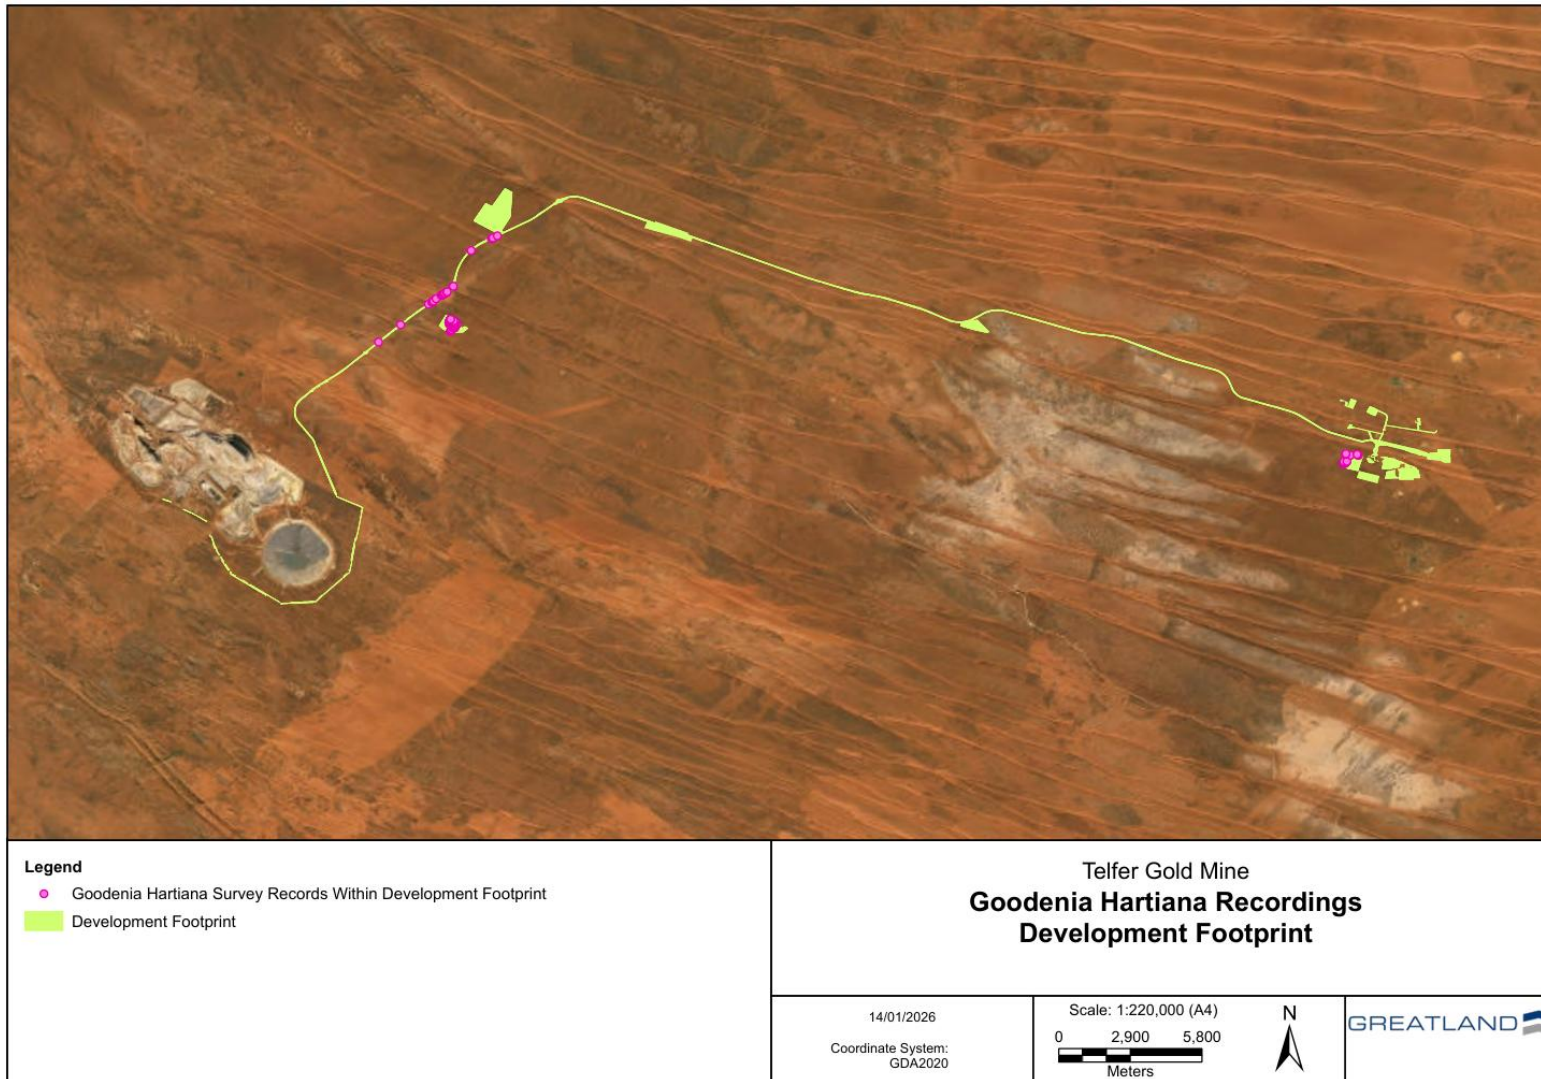 Legend
Goodenia Hartiana Survey Records Within Development Footprint
Development Footprint
Telfer Gold Mine
Goodenia Hartiana Recordings
Development Footprint
14/01/2026
Coordinate System:
GDA2020
Scale: 1:220,000 (A4)
0 2,900 5,800
Meters
N
GREATLAND